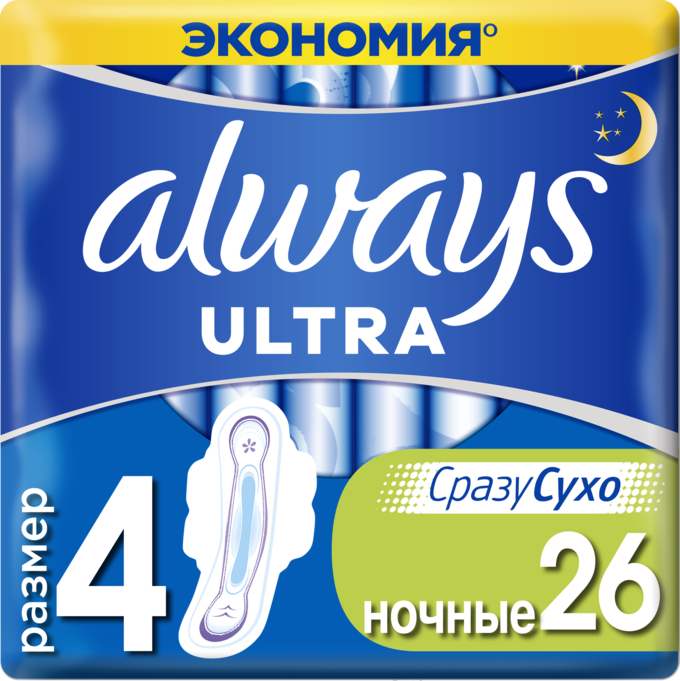 ЭКОНОМИЯ°
always
ULTRA
размер
4
СразуСухо
ночные 26